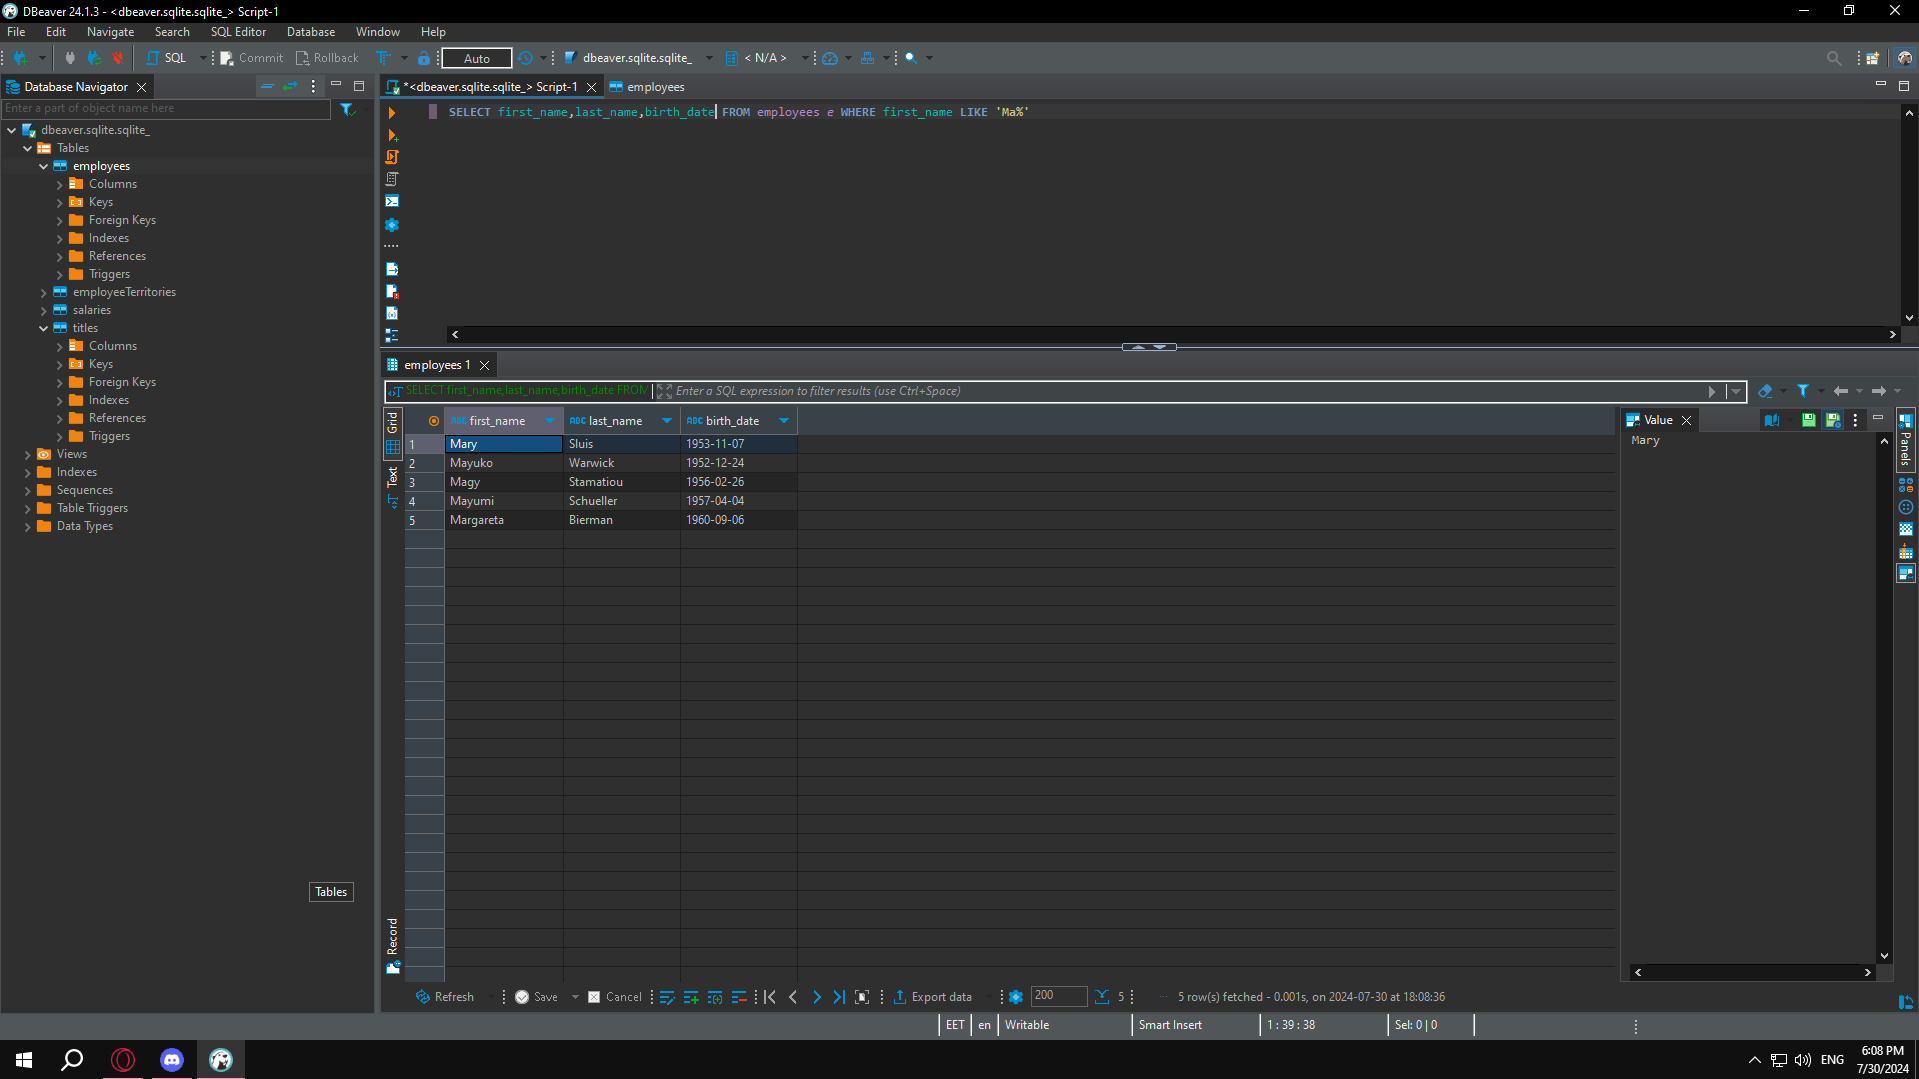 DBeaver 24.1.3 - <dbeaver.sqlite.sqlite_> Script-1
File Edit Navigate Search SQL Editor Database Window Help
SQL Commit Rollback Auto dbeaver.sqlite.sqlite_ < N/A >
Database Navigator
Enter a part of object name here
dbeaver.sqlite.sqlite_
Tables
employees
Columns
Keys
Foreign Keys
Indexes
References
Triggers
employeeTerritories
salaries
titles
Columns
Keys
Foreign Keys
Indexes
References
Triggers
Views
Indexes
Sequences
Table Triggers
Data Types
Tables
*<dbeaver.sqlite.sqlite_> Script-1 employees
SELECT first_name,last_name,birth_date FROM employees e WHERE first_name LIKE 'Ma%'
employees 1
SELECT first_name,last_name,birth_date FROM Enter a SQL expression to filter results (use Ctrl+Space)
Grid
Text
Record
ABC first_name ABC last_name ABC birth_date
1 Mary Sluis 1953-11-07
2 Mayuko Warwick 1952-12-24
3 Magy Stamatiou 1956-02-26
4 Mayumi Schueller 1957-04-04
5 Margareta Bierman 1960-09-06
Value
Mary
Panels
Refresh Save Cancel Export data 200 5 5 row(s) fetched - 0.001s, on 2024-07-30 at 18:08:36
EET en Writable Smart Insert 1 : 39 : 38 Sel: 0 | 0
ENG 6:08 PM
7/30/2024